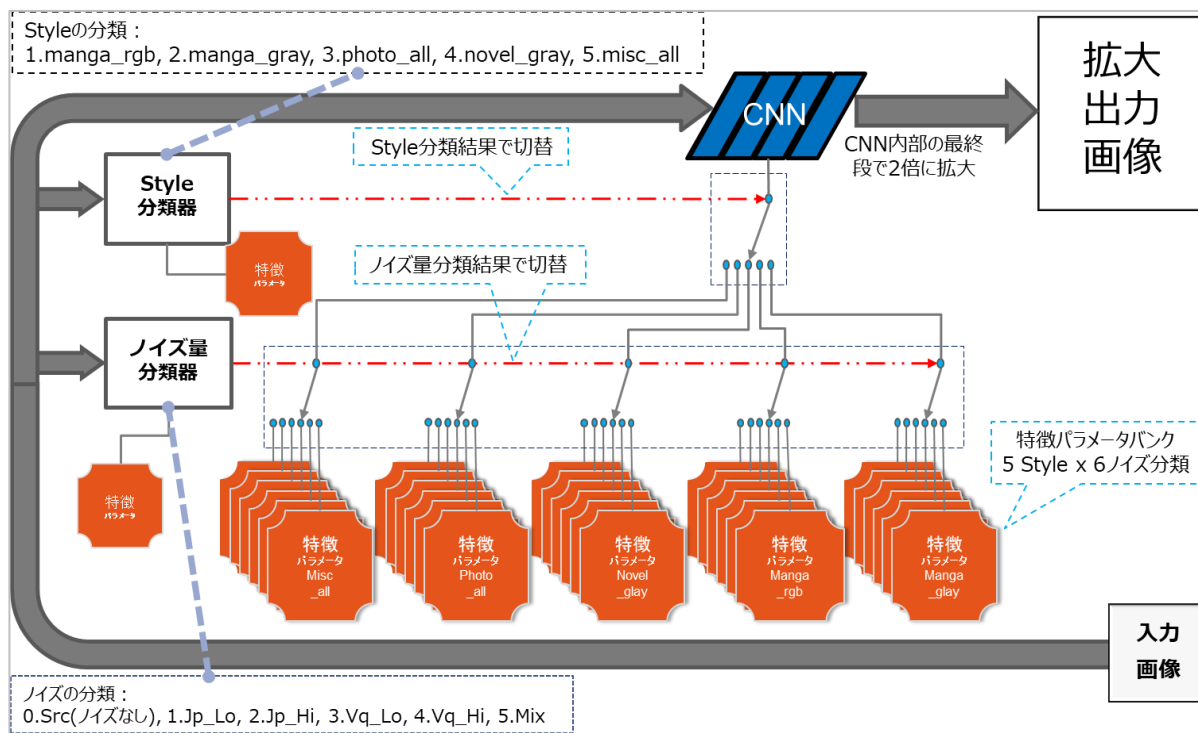 Styleの分類：
1.manga_rgb, 2.manga_gray, 3.photo_all, 4.novel_gray, 5.misc_all
CNN
拡大
出力
画像
CNN内部の最終
段で2倍に拡大
Style分類結果で切替
Style
分類器
特徴
パラメータ
ノイズ量分類結果で切替
ノイズ量
分類器
特徴
パラメータ
特徴パラメータバンク
5 Style x 6ノイズ分類
特徴
パラメータ
Misc
_all
特徴
パラメータ
Photo
_all
特徴
パラメータ
Novel
_glay
特徴
パラメータ
Manga
_rgb
特徴
パラメータ
Manga
_glay
入力
画像
ノイズの分類：
0.Src(ノイズなし), 1.Jp_Lo, 2.Jp_Hi, 3.Vq_Lo, 4.Vq_Hi, 5.Mix